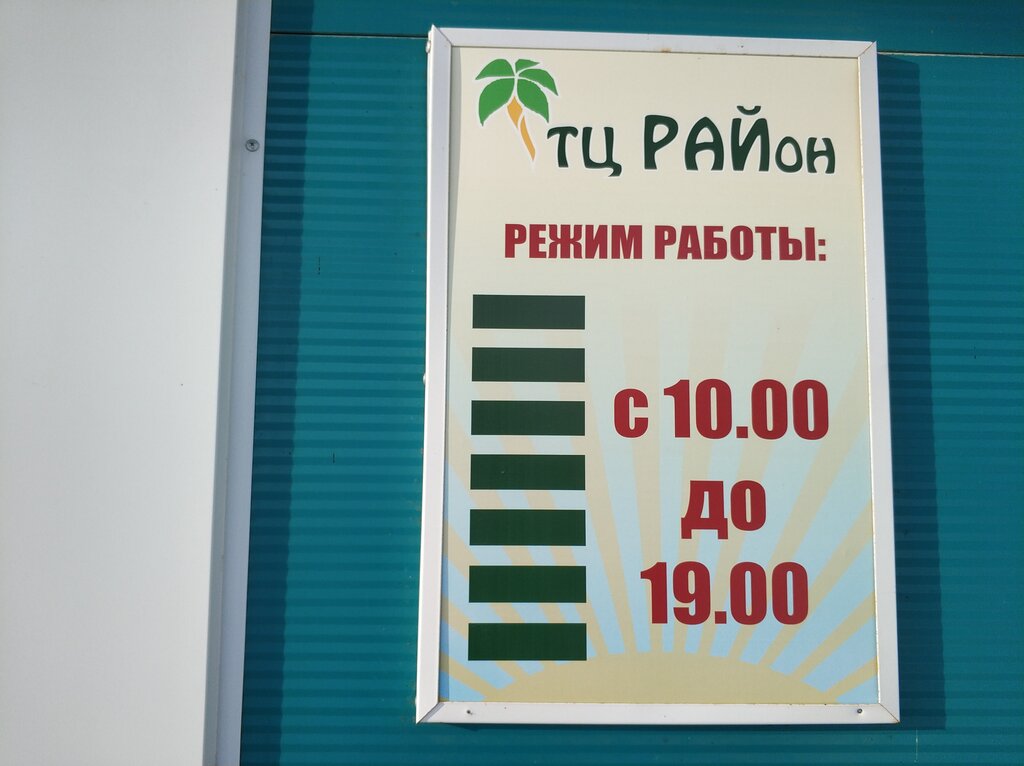 ТЦ РАЙон
РЕЖИМ РАБОТЫ:
с 10.00
до
19.00